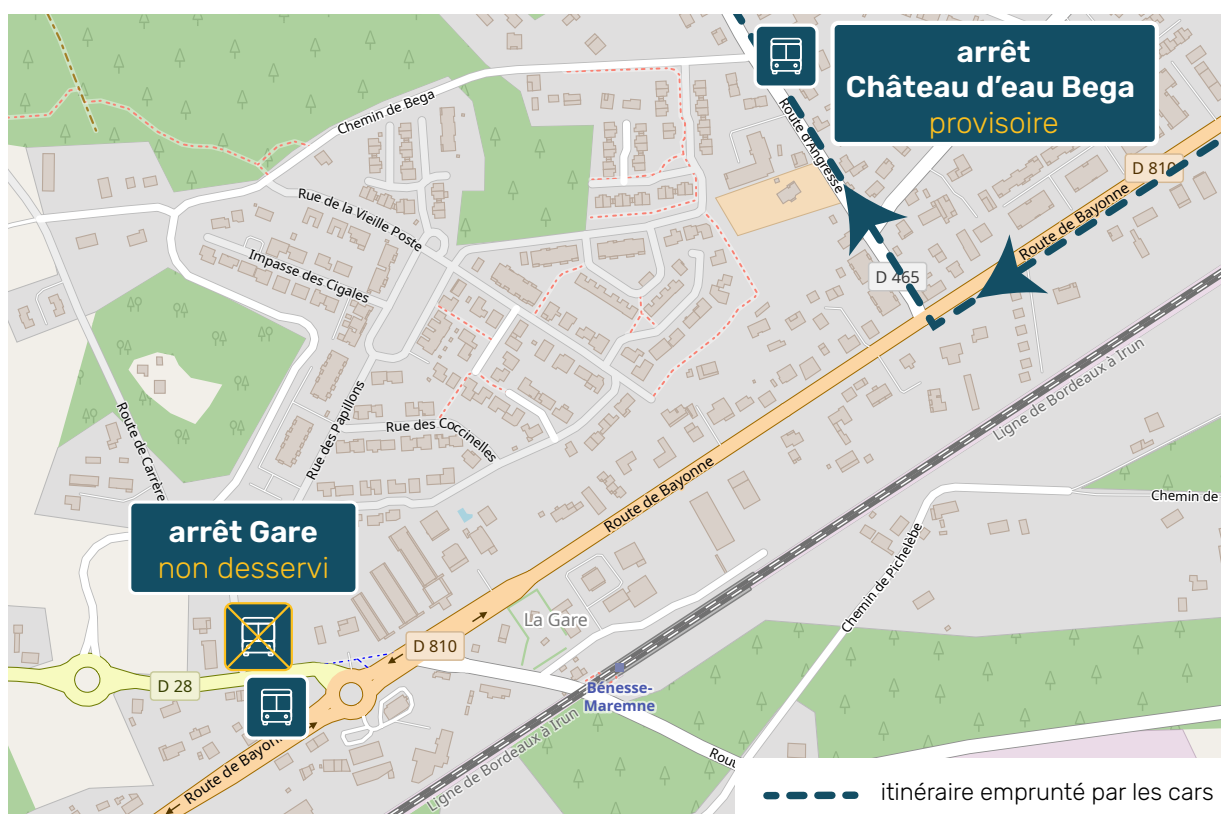 arrêt
Château d'eau Bega
provisoire
Chemin de Bega
Route d'Angresse
D 810
Route de Bayonne
Rue de la Vieille Poste
Impasse des Cigales
D 465
Ligne de Bordeaux à Irun
Rue des Papillons
Rue des Coccinelles
Route de Carrère
Route de Bayonne
Chemin de
arrêt Gare
non desservi
Chemin de Pichelèbe
La Gare
D 810
D 28
Bénesse-
Maremne
Route de Bayo
Ligne de Bordeaux à Irun
Rout
itinéraire emprunté par les cars